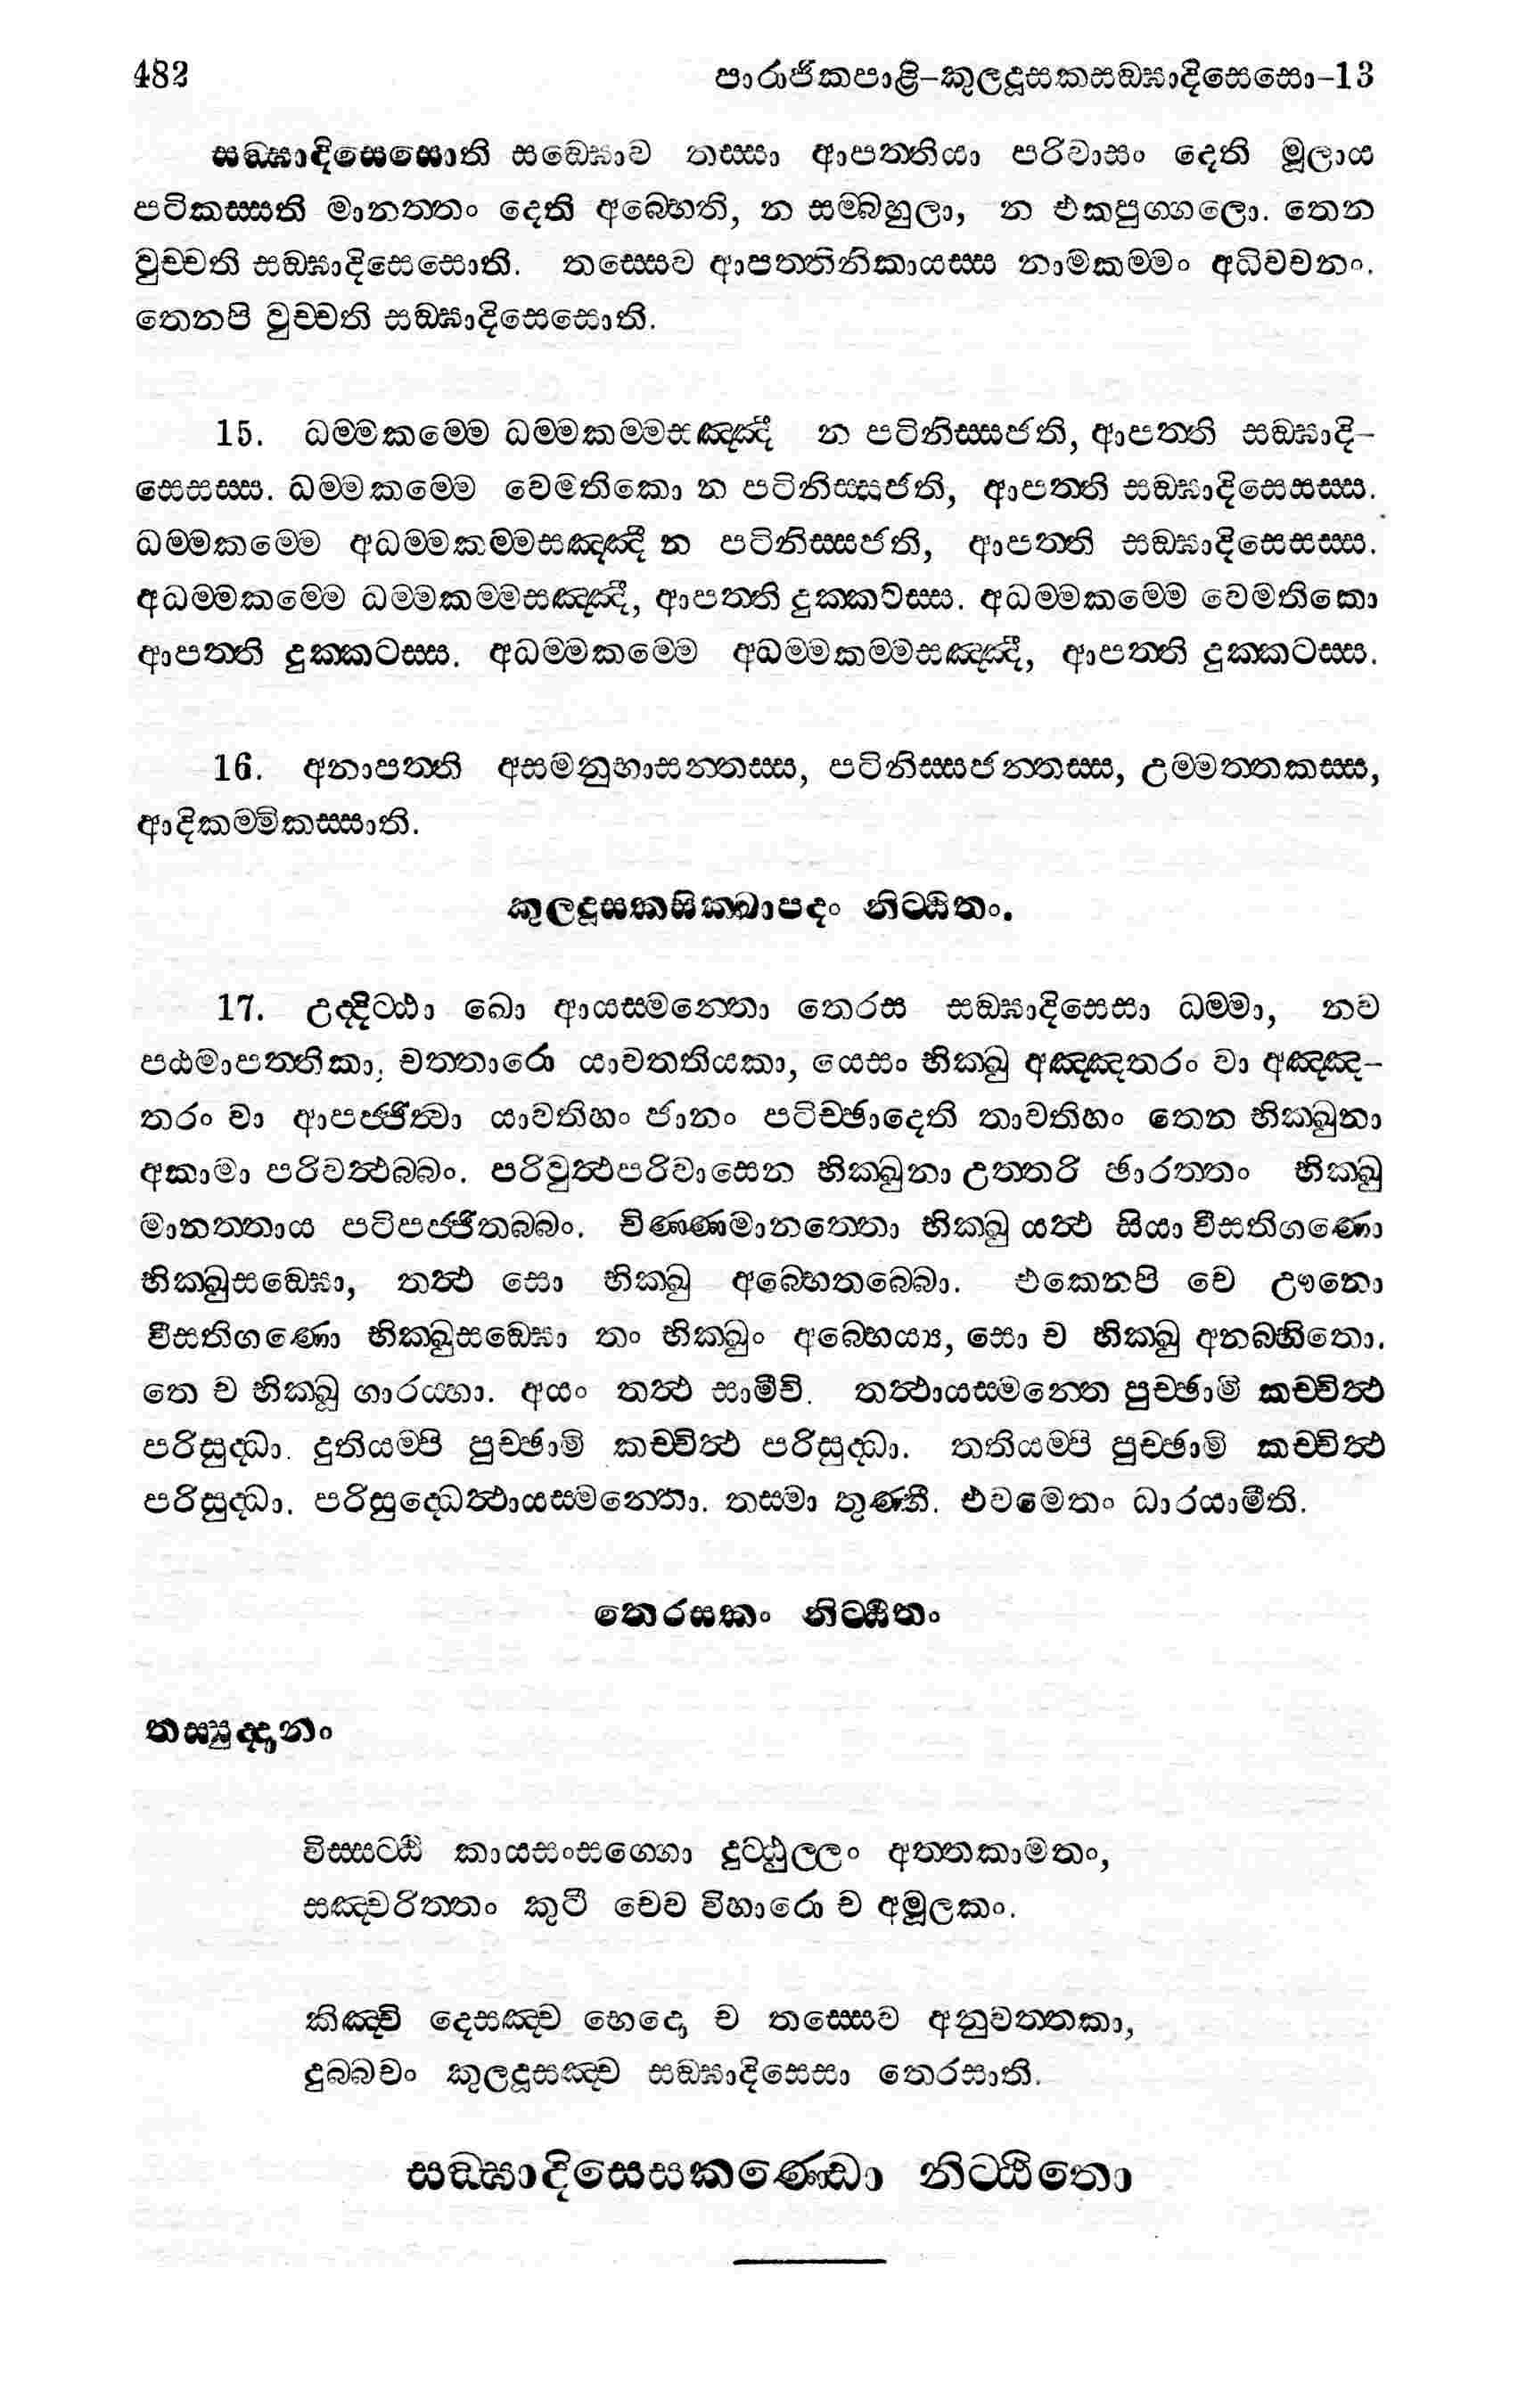 482 පාරාජිකපාළි-කුලදූසකසඞ්ඝාදිසෙසො-13
සඞ්ඝාදිසෙසොති සඞ්ඝොව තස්සා ආපත්තියා පරිවාසං දෙති මූලාය
පටිකස්සති මානත්තං දෙති අබ්භෙති, න සම්බහුලා, න එකපුග්ගලො. තෙන
වුච්චති සඞ්ඝාදිසෙසොති. තස්සෙව ආපත්තිනිකායස්ස නාමකම්මං අධිවචනං.
තෙනපි වුච්චති සඞ්ඝාදිසෙසොති.
15. ධම්මකම්මෙ ධම්මකම්මසඤ්ඤී න පටිනිස්සජති, ආපත්ති සඞ්ඝාදි-
සෙසස්ස. ධම්මකම්මෙ වෙමතිකො න පටිනිස්සජති, ආපත්ති සඞ්ඝාදිසෙසස්ස.
ධම්මකම්මෙ අධම්මකම්මසඤ්ඤී න පටිනිස්සජති, ආපත්ති සඞ්ඝාදිසෙසස්ස.
අධම්මකම්මෙ ධම්මකම්මසඤ්ඤී, ආපත්ති දුක්කටස්ස. අධම්මකම්මෙ වෙමතිකො
ආපත්ති දුක්කටස්ස. අධම්මකම්මෙ අධම්මකම්මසඤ්ඤී, ආපත්ති දුක්කටස්ස.
16. අනාපත්ති අසමනුභාසන්තස්ස, පටිනිස්සජන්තස්ස, උම්මත්තකස්ස,
ආදිකම්මිකස්සාති.
කුලදූසකසික්ඛාපදං නිට්ඨිතං.
17. උද්දිට්ඨා ඛො ආයස්මන්තො තෙරස සඞ්ඝාදිසෙසා ධම්මා, නව
පඨමාපත්තිකා, චත්තාරො යාවතතියකා, යෙසං භික්ඛු අඤ්ඤතරං වා අඤ්ඤ-
තරං වා ආපජ්ජිත්වා යාවතිහං ජානං පටිච්ඡාදෙති තාවතිහං තෙන භික්ඛුනා
අකාමා පරිවත්ථබ්බං. පරිවුත්ථපරිවාසෙන භික්ඛුනා උත්තරි ඡාරත්තං භික්ඛු
මානත්තාය පටිපජ්ජිතබ්බං. චිණ්ණමානත්තො භික්ඛු යත්ථ සියා වීසතිගණො
භික්ඛුසඞ්ඝො, තත්ථ සො භික්ඛු අබ්භෙතබ්බො. එකෙනපි චෙ ඌනො
වීසතිගණො භික්ඛුසඞ්ඝො තං භික්ඛුං අබ්භෙය්‍ය, සො ච භික්ඛු අනබ්භිතො.
තෙ ච භික්ඛූ ගාරය්හා. අයං තත්ථ සාමීචි. තත්ථායස්මන්තෙ පුච්ඡාමි කච්චිත්ථ
පරිසුද්ධා. දුතියම්පි පුච්ඡාමි කච්චිත්ථ පරිසුද්ධා. තතියම්පි පුච්ඡාමි කච්චිත්ථ
පරිසුද්ධා. පරිසුද්ධෙත්ථායස්මන්තො. තස්මා තුණ්හී. එවමෙතං ධාරයාමීති.
තෙරසකං නිට්ඨිතං
තස්සුද්දානං
විස්සට්ඨි කායසංසග්ගො දුට්ඨුල්ලං අත්තකාමතං,
සඤ්චරිත්තං කුටී චෙව විහාරො ච අමූලකං.
කිඤ්චි දෙසඤ්ච භෙදො ච තස්සෙව අනුවත්තකා,
දුබ්බචං කුලදූසඤ්ච සඞ්ඝාදිසෙසා තෙරසාති.
සඞ්ඝාදිසෙසකණ්ඩො නිට්ඨිතො